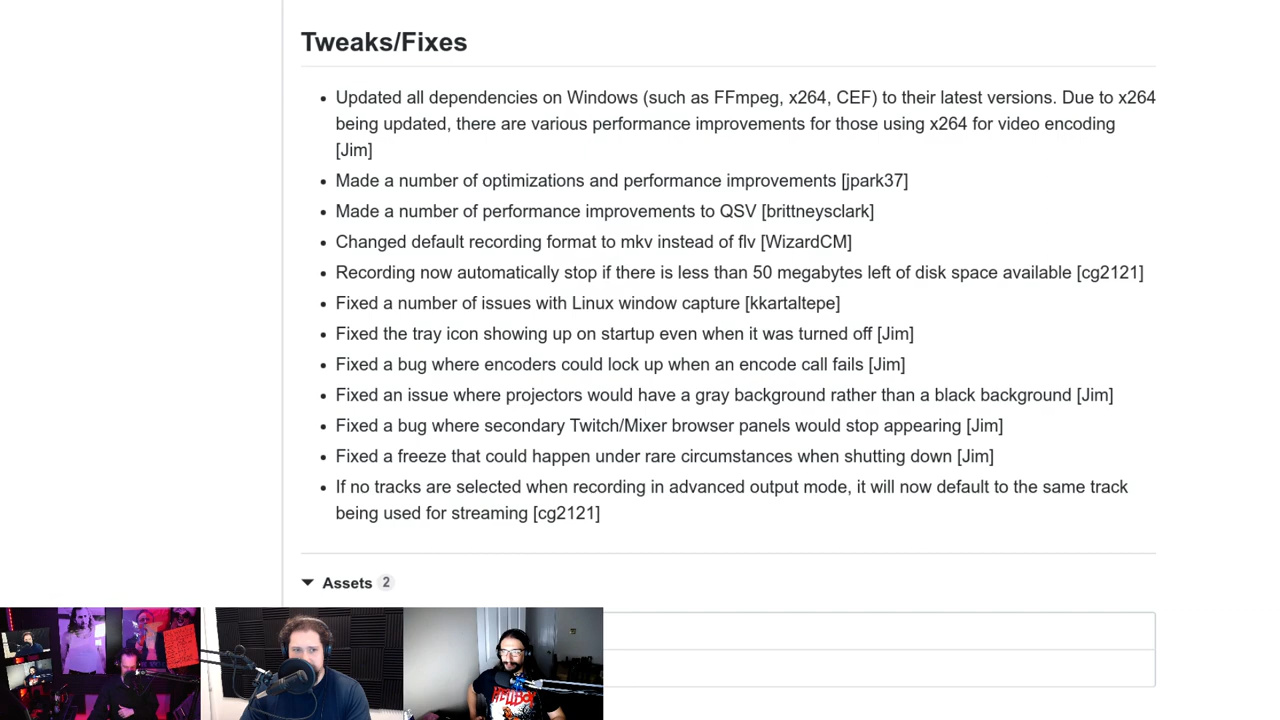 Tweaks/Fixes
Updated all dependencies on Windows (such as FFmpeg, x264, CEF) to their latest versions. Due to x264
being updated, there are various performance improvements for those using x264 for video encoding
[Jim]
Made a number of optimizations and performance improvements [jpark37]
Made a number of performance improvements to QSV [brittneysclark]
Changed default recording format to mkv instead of flv [WizardCM]
Recording now automatically stop if there is less than 50 megabytes left of disk space available [cg2121]
Fixed a number of issues with Linux window capture [kkartaltepe]
Fixed the tray icon showing up on startup even when it was turned off [Jim]
Fixed a bug where encoders could lock up when an encode call fails [Jim]
Fixed an issue where projectors would have a gray background rather than a black background [Jim]
Fixed a bug where secondary Twitch/Mixer browser panels would stop appearing [Jim]
Fixed a freeze that could happen under rare circumstances when shutting down [Jim]
If no tracks are selected when recording in advanced output mode, it will now default to the same track
being used for streaming [cg2121]
Assets 2
HELLBOY